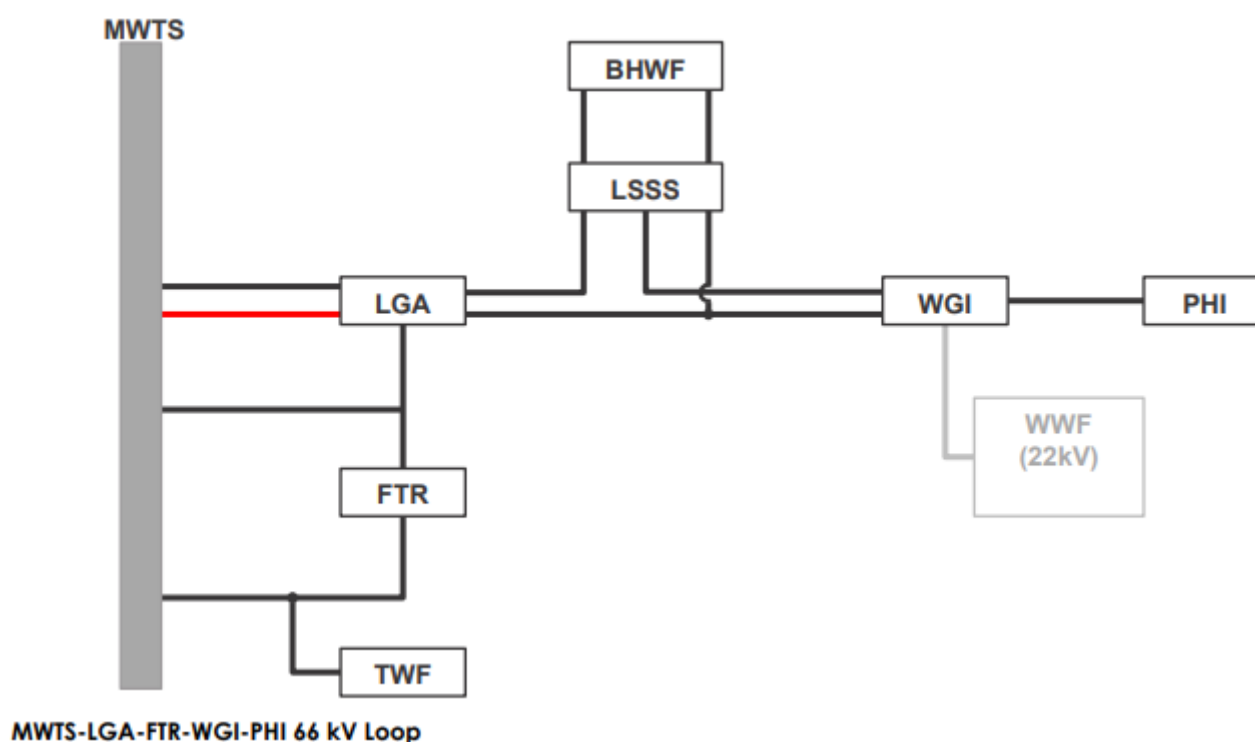 MWTS
BHWF
LSSS
LGA
WGI
PHI
WWF
(22kV)
FTR
TWF
MWTS-LGA-FTR-WGI-PHI 66 kV Loop